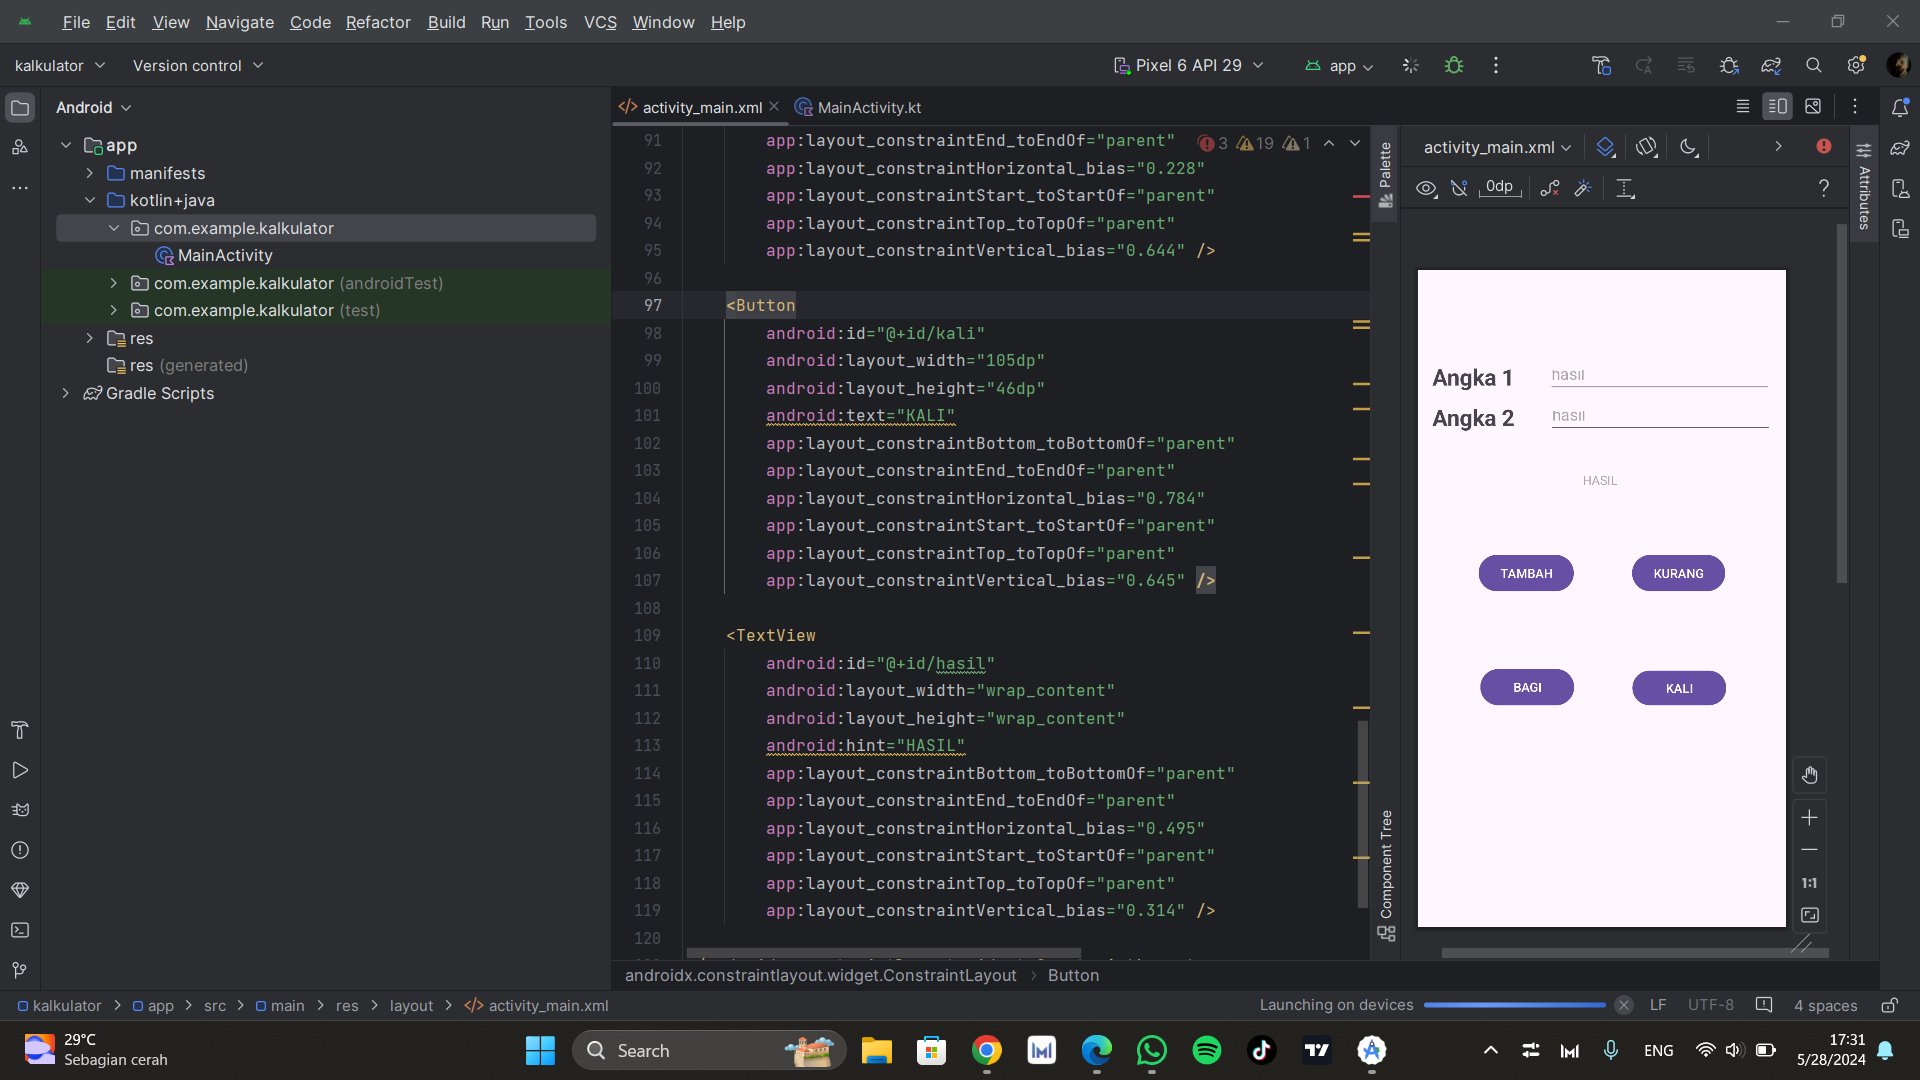 File Edit View Navigate Code Refactor Build Run Tools VCS Window Help
kalkulator Version control Pixel 6 API 29 app
Android
app
manifests
kotlin+java
com.example.kalkulator
MainActivity
com.example.kalkulator (androidTest)
com.example.kalkulator (test)
res
res (generated)
Gradle Scripts
activity_main.xml MainActivity.kt
3 19 1
91 app:layout_constraintEnd_toEndOf="parent"
92 app:layout_constraintHorizontal_bias="0.228"
93 app:layout_constraintStart_toStartOf="parent"
94 app:layout_constraintTop_toTopOf="parent"
95 app:layout_constraintVertical_bias="0.644" />
96
97 <Button
98 android:id="@+id/kali"
99 android:layout_width="105dp"
100 android:layout_height="46dp"
101 android:text="KALI"
102 app:layout_constraintBottom_toBottomOf="parent"
103 app:layout_constraintEnd_toEndOf="parent"
104 app:layout_constraintHorizontal_bias="0.784"
105 app:layout_constraintStart_toStartOf="parent"
106 app:layout_constraintTop_toTopOf="parent"
107 app:layout_constraintVertical_bias="0.645" />
108
109 <TextView
110 android:id="@+id/hasil"
111 android:layout_width="wrap_content"
112 android:layout_height="wrap_content"
113 android:hint="HASIL"
114 app:layout_constraintBottom_toBottomOf="parent"
115 app:layout_constraintEnd_toEndOf="parent"
116 app:layout_constraintHorizontal_bias="0.495"
117 app:layout_constraintStart_toStartOf="parent"
118 app:layout_constraintTop_toTopOf="parent"
119 app:layout_constraintVertical_bias="0.314" />
120
androidx.constraintlayout.widget.ConstraintLayout Button
Palette
Component Tree
activity_main.xml
0dp
?
Attributes
Angka 1 hasil
Angka 2 hasil
HASIL
TAMBAH KURANG
BAGI KALI
1:1
kalkulator app src main res layout activity_main.xml
Launching on devices LF UTF-8 4 spaces
29°C
Sebagian cerah
Search
ENG
17:31
5/28/2024